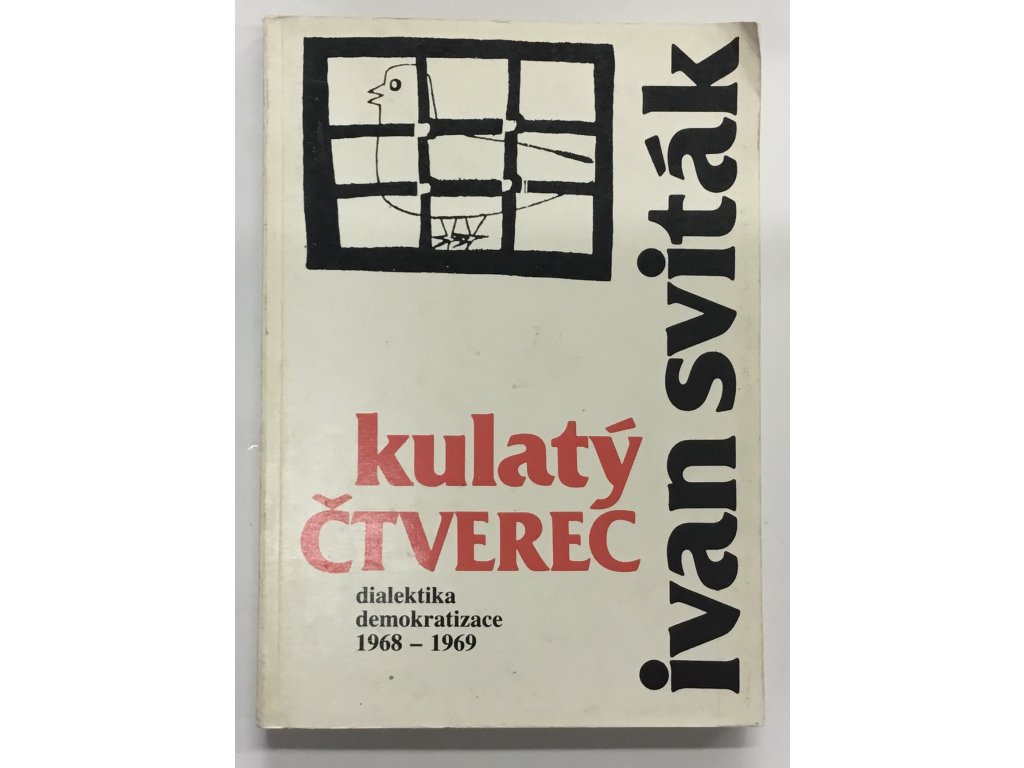 ivan sviták
kulatý
ČTVEREC
dialektika
demokratizace
1968 – 1969